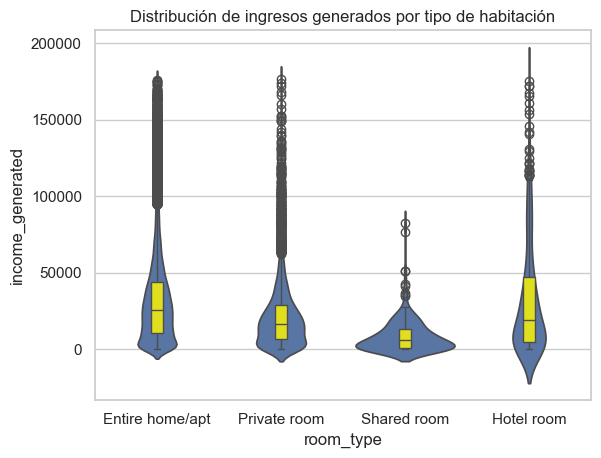 Distribución de ingresos generados por tipo de habitación
200000
150000
100000
50000
0
income_generated
Entire home/apt
Private room
Shared room
Hotel room
room_type